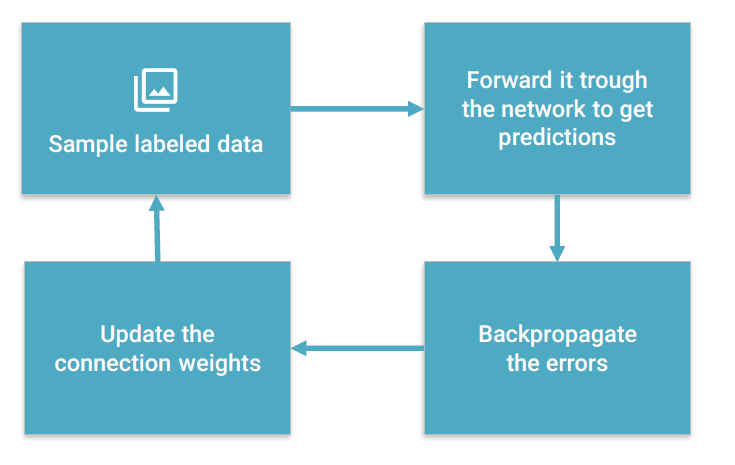 Sample labeled data
Forward it trough
the network to get
predictions
Backpropagate
the errors
Update the
connection weights